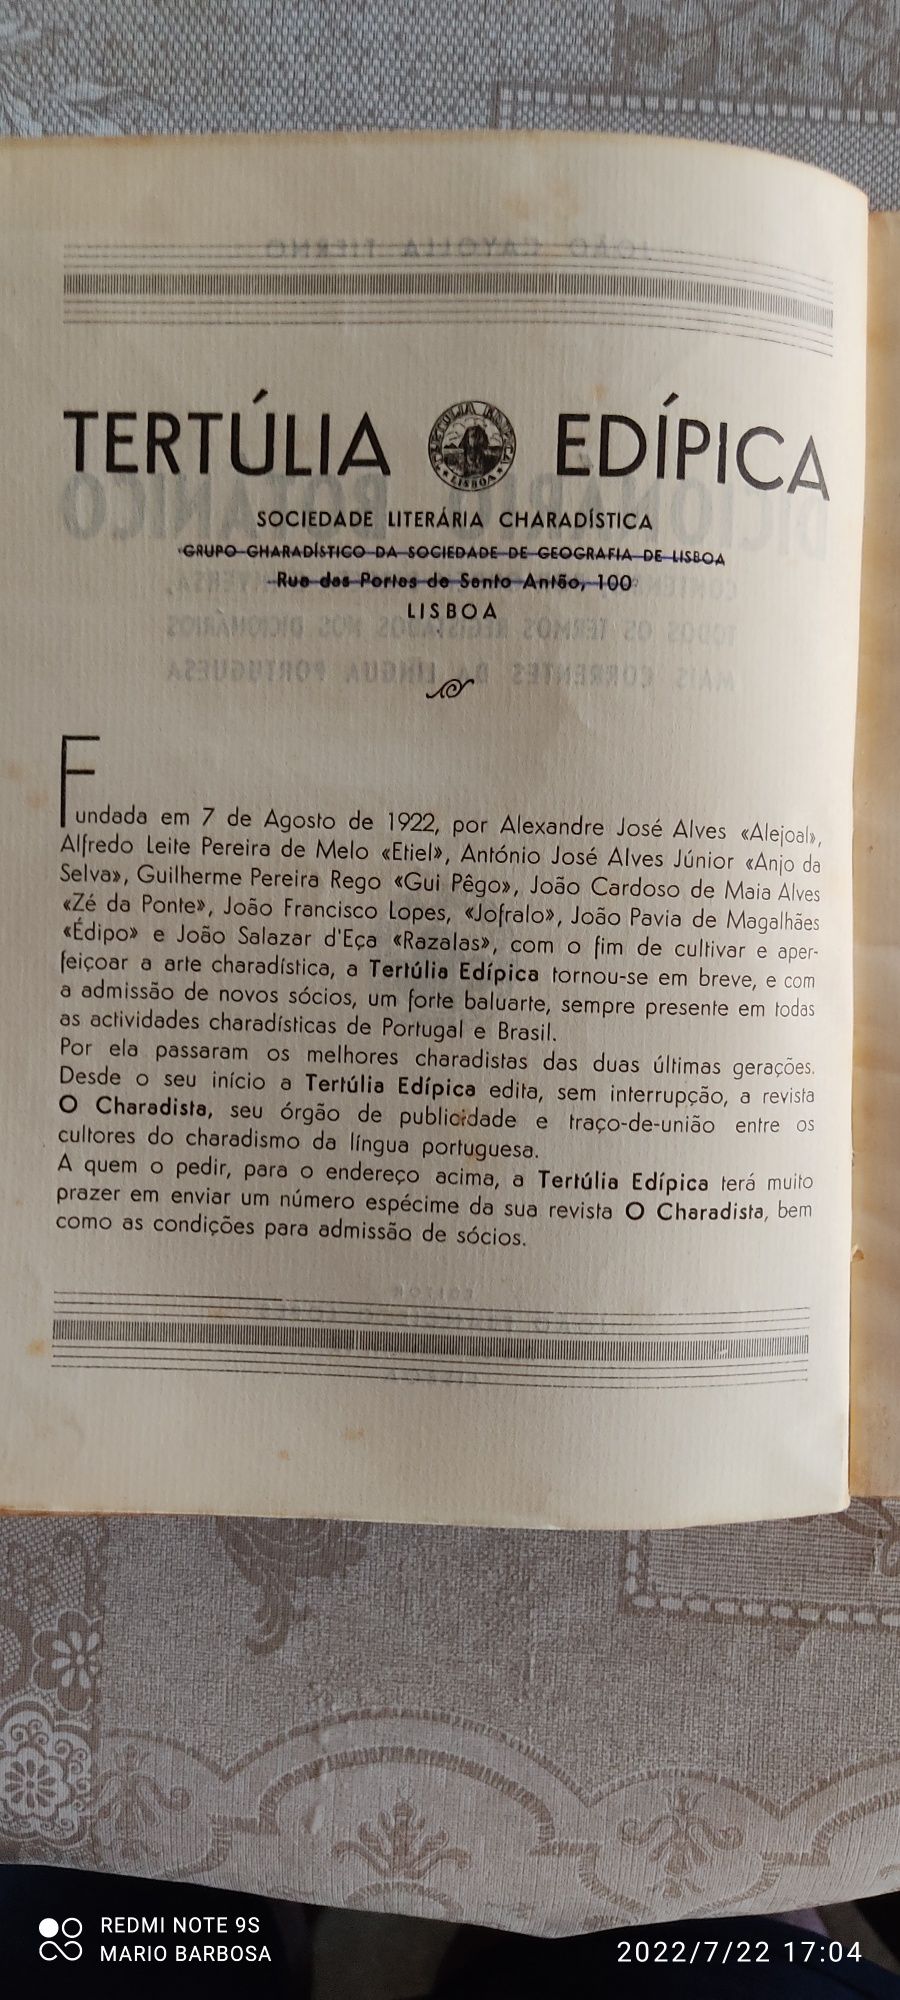 TERTÚLIA EDÍPICA
SOCIEDADE LITERÁRIA CHARADÍSTICA
GRUPO CHARADÍSTICO DA SOCIEDADE DE GEOGRAFIA DE LISBOA
Rua das Portas de Santo Antão, 100
LISBOA
Fundada em 7 de Agosto de 1922, por Alexandre José Alves «Alejoal»,
Alfredo Leite Pereira de Melo «Etiel», António José Alves Júnior «Anjo da
Selva», Guilherme Pereira Rego «Gui Pêgo», João Cardoso de Maia Alves
«Zé da Ponte», João Francisco Lopes, «Jofralo», João Pavia de Magalhães
«Édipo» e João Salazar d'Eça «Razalas», com o fim de cultivar e aper-
feiçoar a arte charadística, a Tertúlia Edípica tornou-se em breve, e com
a admissão de novos sócios, um forte baluarte, sempre presente em todas
as actividades charadísticas de Portugal e Brasil.
Por ela passaram os melhores charadistas das duas últimas gerações.
Desde o seu início a Tertúlia Edípica edita, sem interrupção, a revista
O Charadista, seu órgão de publicidade e traço-de-união entre os
cultores do charadismo da língua portuguesa.
A quem o pedir, para o endereço acima, a Tertúlia Edípica terá muito
prazer em enviar um número espécime da sua revista O Charadista, bem
como as condições para admissão de sócios.
REDMI NOTE 9S
MARIO BARBOSA
2022/7/22 17:04